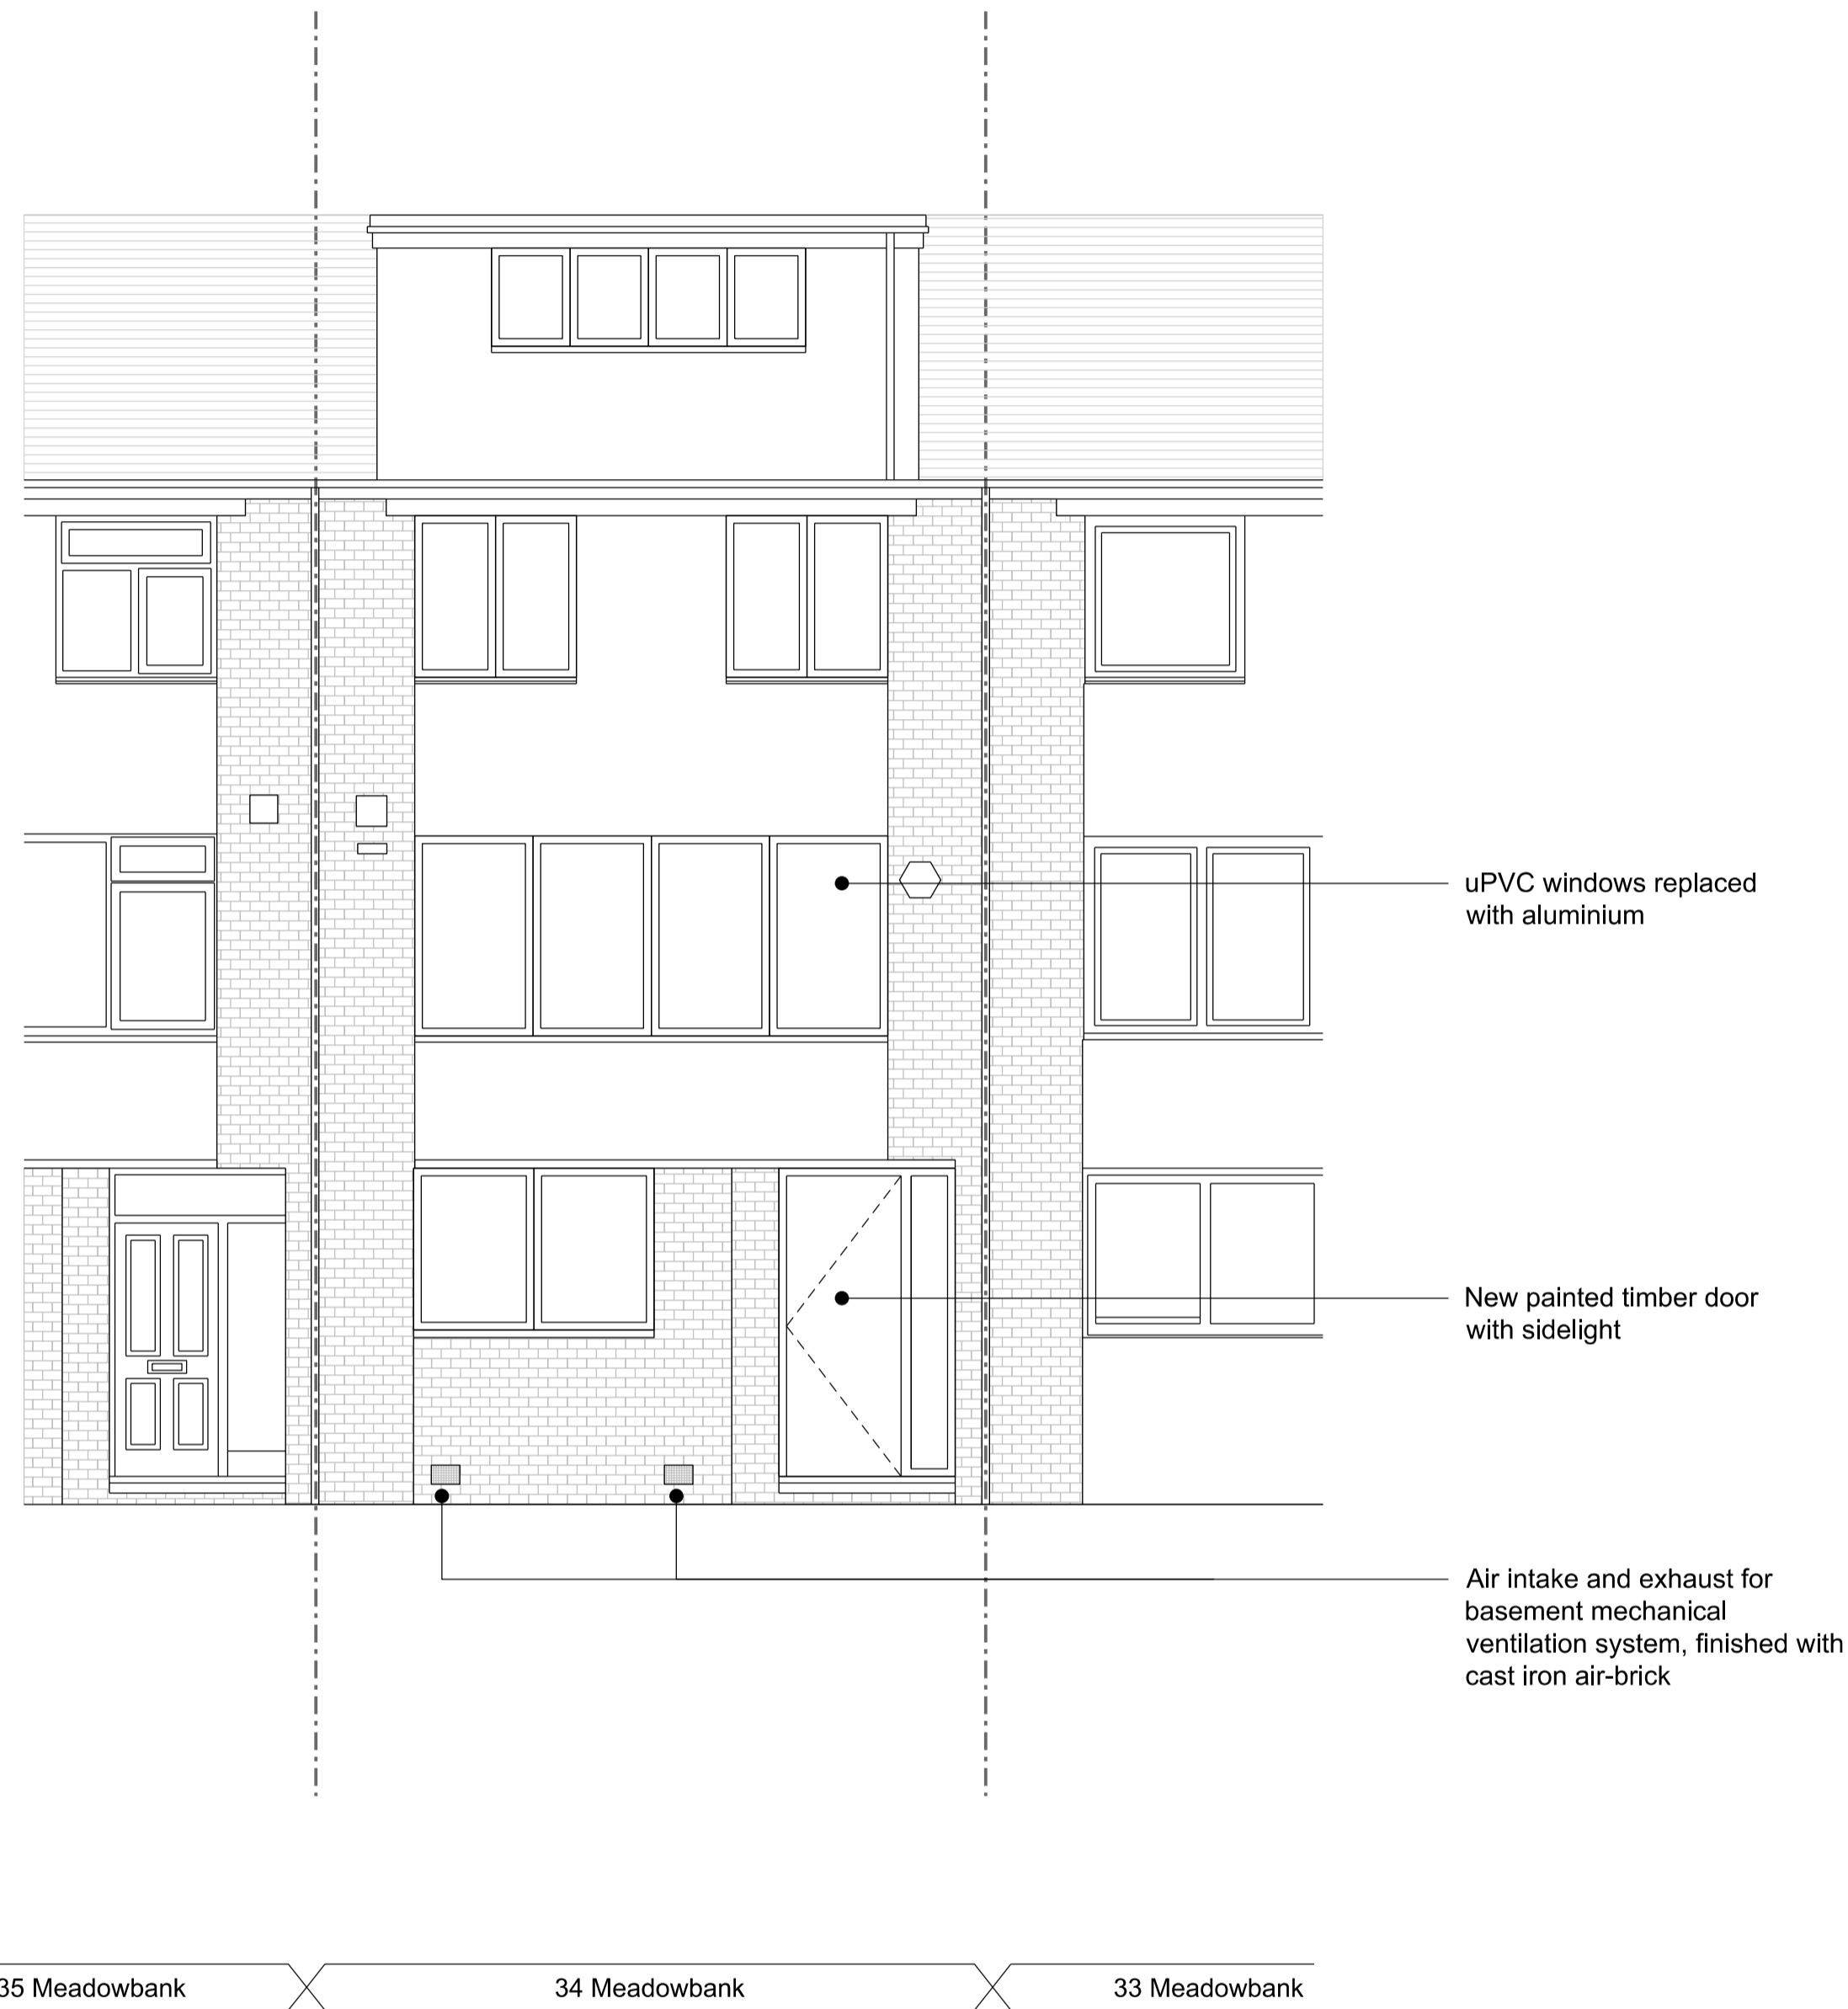 uPVC windows replaced
with aluminium
New painted timber door
with sidelight
Air intake and exhaust for
basement mechanical
ventilation system, finished with
cast iron air-brick
35 Meadowbank
34 Meadowbank
33 Meadowbank